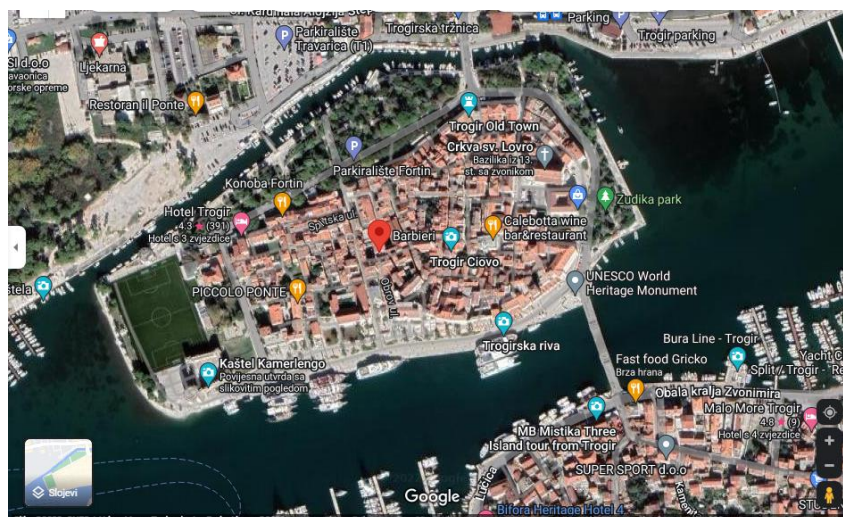 Parking
Parkiralište
Travarica (T1)
Trogirska tržnica
Trogir parking
Ljekarna
d.o.o
Restoran il Ponte
Trogir Old Town
Crkva sv. Lovro
Bazilika iz 13.
st. sa zvonikom
Parkiralište Fortin
Konoba Fortin
Zudika park
Hotel Trogir
4.3 ★ (391)
Hotel s 3 zvjezdice
Splitska ul.
Barbieri
Calebotta wine
bar&restaurant
Trogir Ciovo
UNESCO World
Heritage Monument
PICCOLO PONTE
Obrov ul.
Trogirska riva
Bura Line - Trogir
Kaštel Kamerlengo
Povijesna utvrda sa
slikovitim pogledom
Fast food Gricko
Brza hrana
Split / Trogir - "Re
Obala kralja Zvonimira
Malo More Trogir
4.8 ★ (9)
Hotel s 4 zvjezdice
MB Mistika Three
Island tour from Trogir
SUPER SPORT d.o.o
Slojevi
Google
Lučica
Bifora Heritage Hotel 4